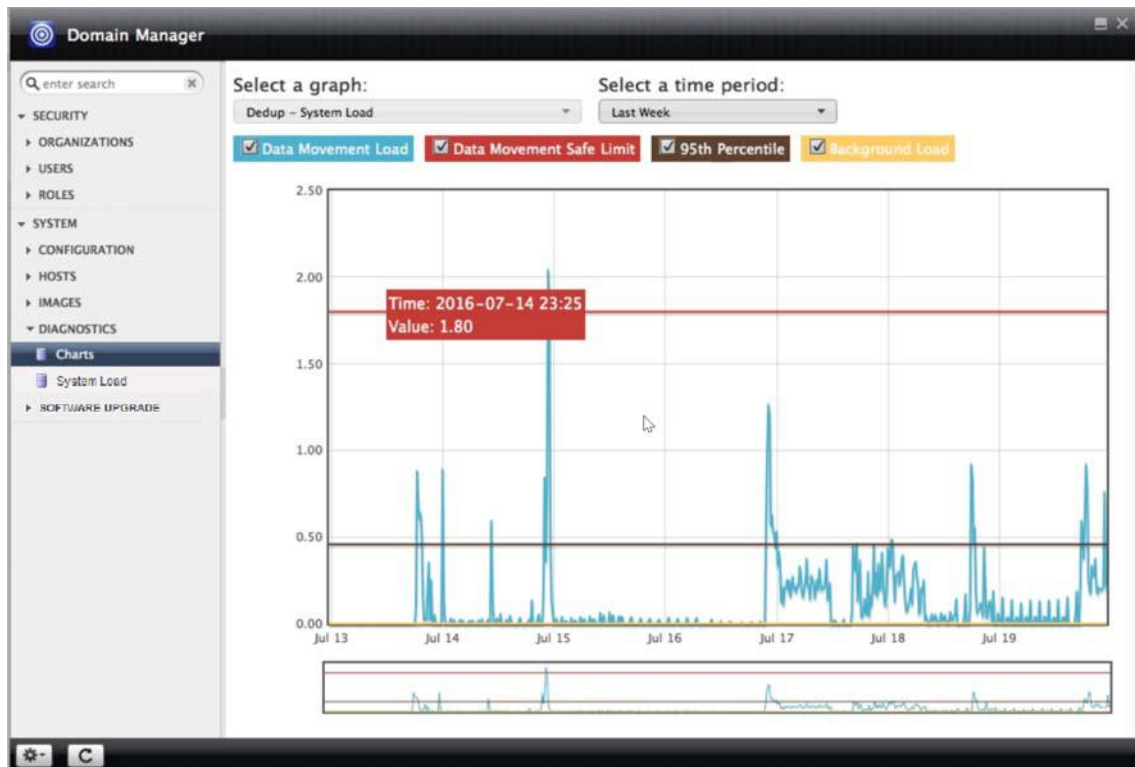 Domain Manager
enter search
SECURITY
ORGANIZATIONS
USERS
ROLES
SYSTEM
CONFIGURATION
HOSTS
IMAGES
DIAGNOSTICS
Charts
System Load
SOFTWARE UPGRADE
Select a graph: Select a time period:
Dedup - System Load Last Week
Data Movement Load Data Movement Safe Limit 95th Percentile Background Load
2.50
2.00
Time: 2016-07-14 23:25
Value: 1.80
1.50
1.00
0.50
0.00
Jul 13 Jul 14 Jul 15 Jul 16 Jul 17 Jul 18 Jul 19